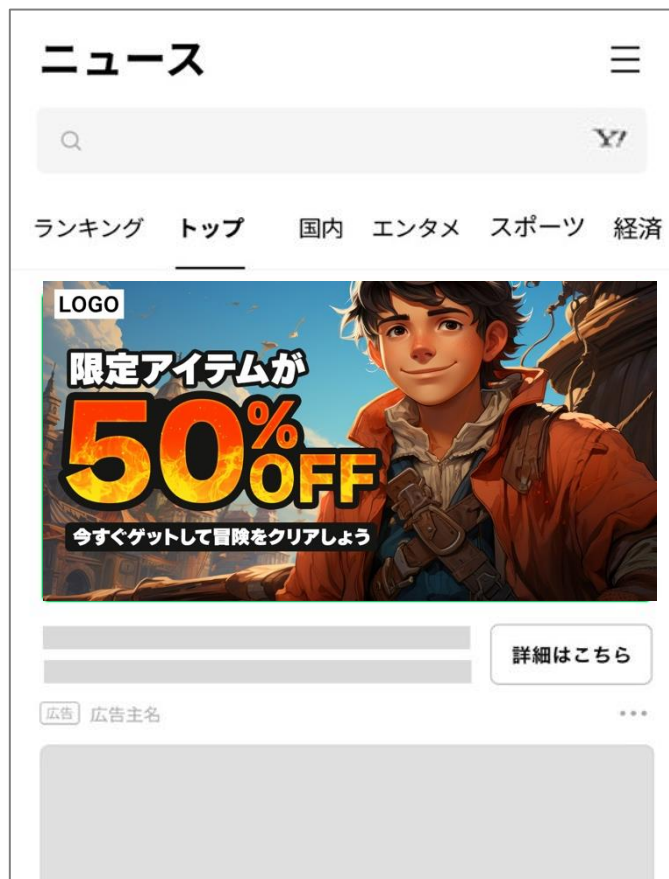 ニュース
Y!
ランキング トップ 国内 エンタメ スポーツ 経済
LOGO
限定アイテムが
50%OFF
今すぐゲットして冒険をクリアしよう
詳細はこちら
広告 広告主名